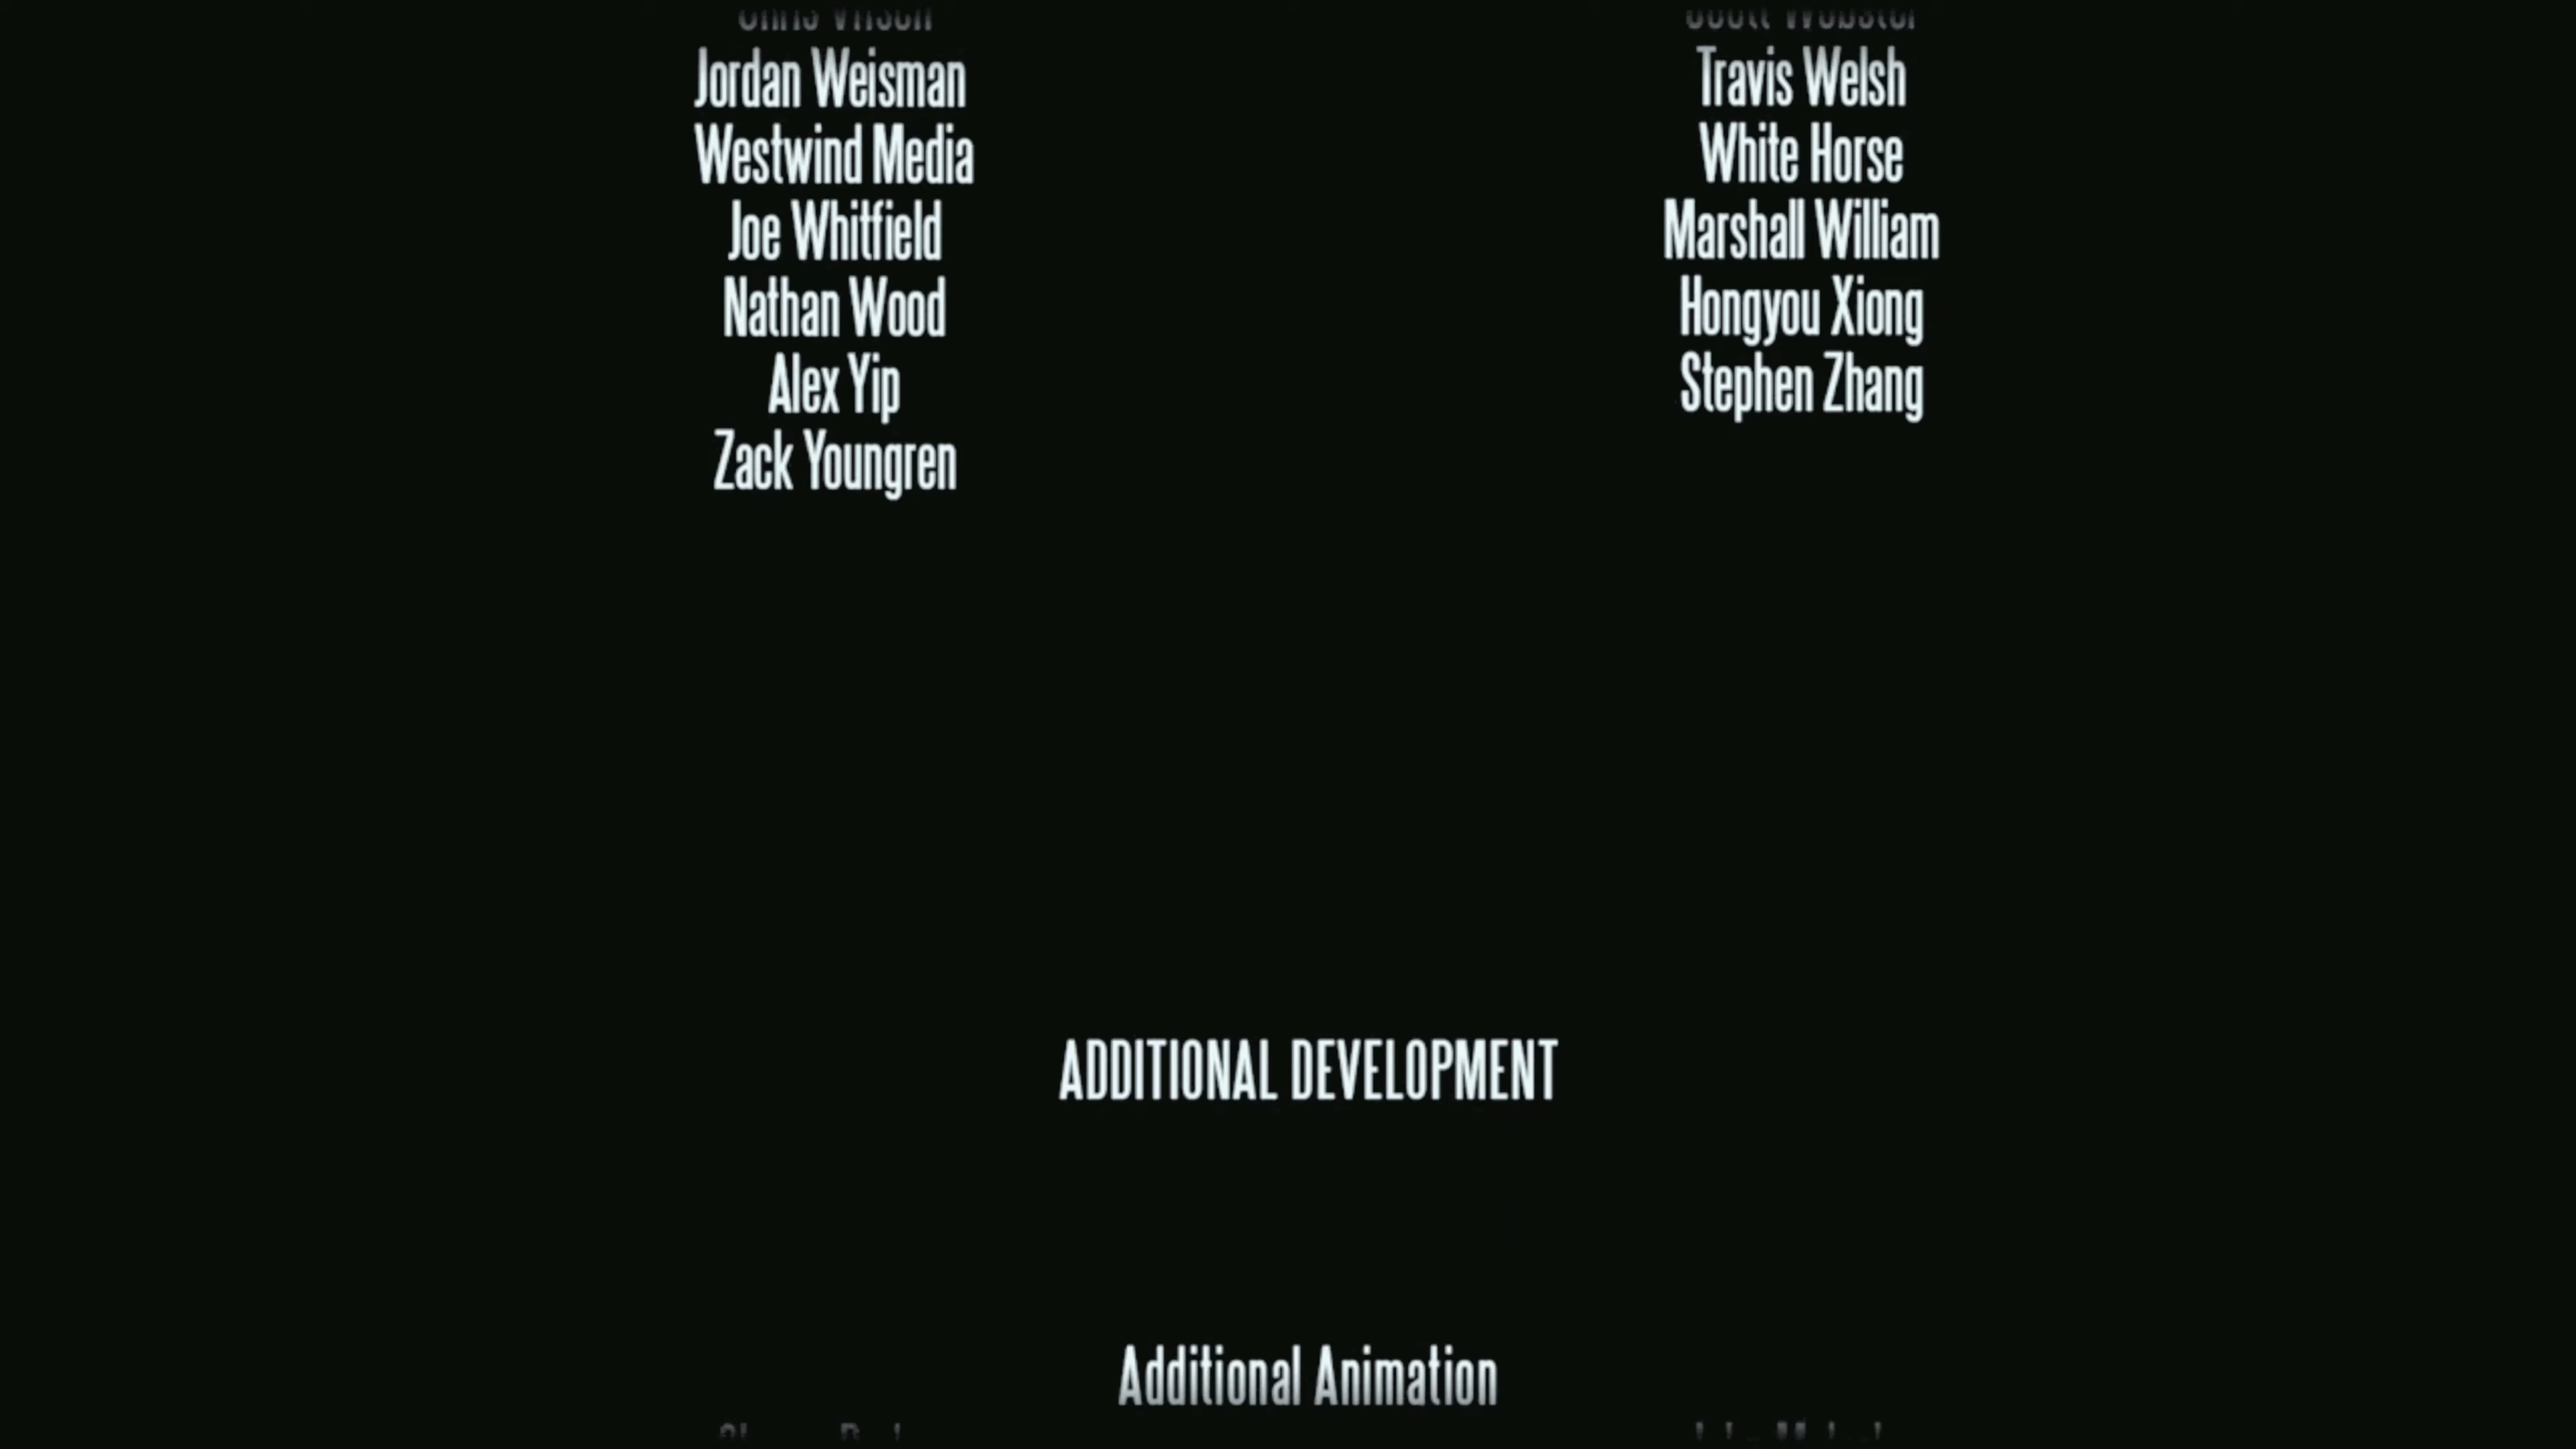 Jordan Weisman
Westwind Media
Joe Whitfield
Nathan Wood
Alex Yip
Zack Youngren
Travis Welsh
White Horse
Marshall William
Hongyou Xiong
Stephen Zhang
ADDITIONAL DEVELOPMENT
Additional Animation